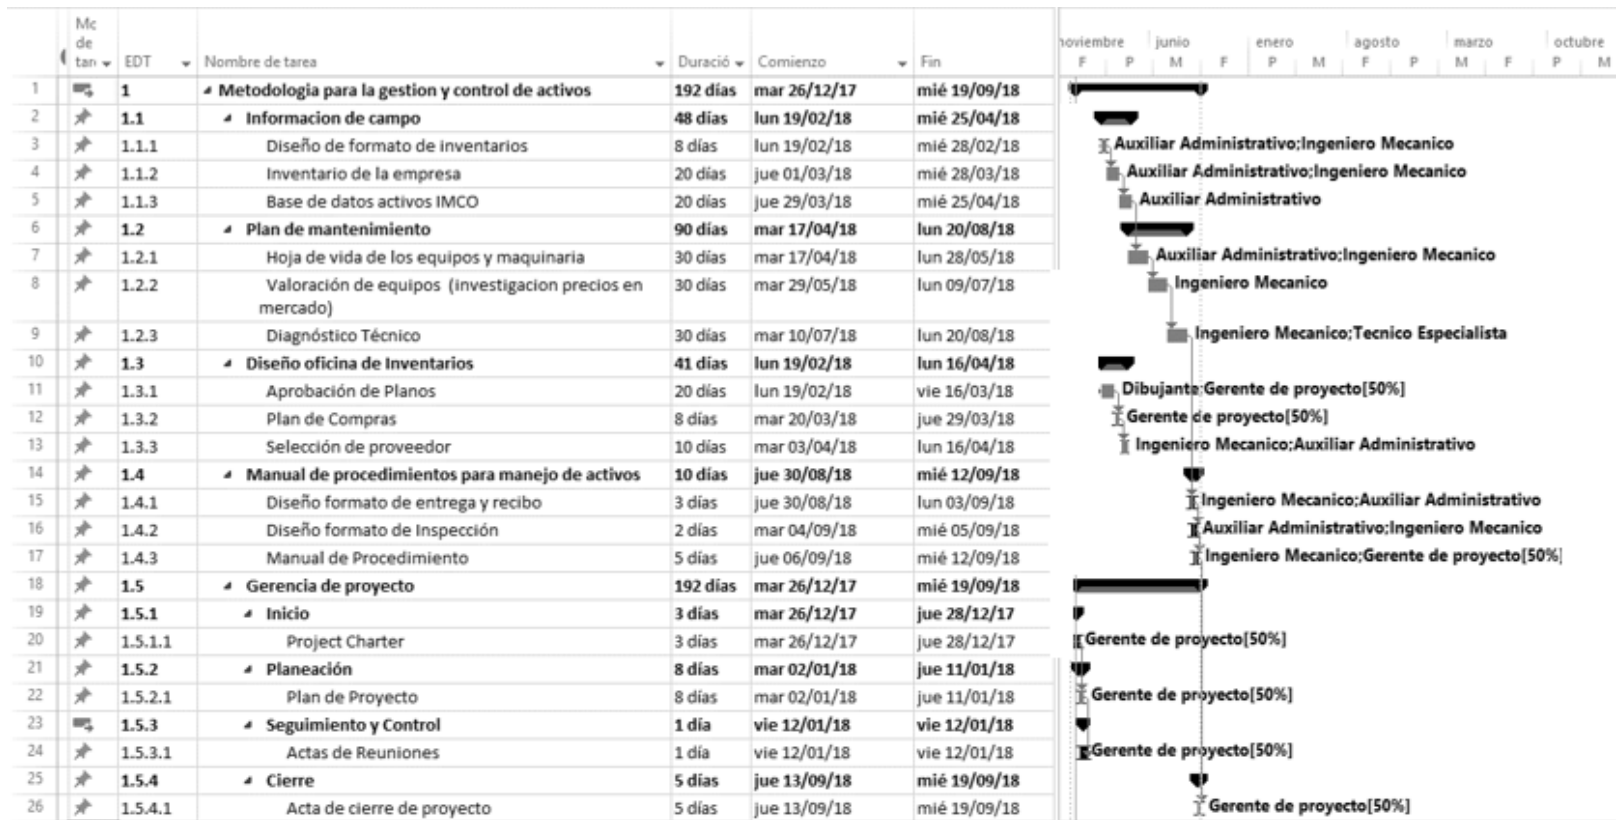 Mc
de
tarı EDT Nombre de tarea Duració Comienzo Fin
noviembre junio enero agosto marzo octubre
F P M F P M F P M F P M
1 1 Metodologia para la gestion y control de activos 192 días mar 26/12/17 mié 19/09/18
2 1.1 Informacion de campo 48 días lun 19/02/18 mié 25/04/18
3 1.1.1 Diseño de formato de inventarios 8 días lun 19/02/18 mié 28/02/18 Auxiliar Administrativo;Ingeniero Mecanico
4 1.1.2 Inventario de la empresa 20 días jue 01/03/18 mié 28/03/18 Auxiliar Administrativo;Ingeniero Mecanico
5 1.1.3 Base de datos activos IMCO 20 días jue 29/03/18 mié 25/04/18 Auxiliar Administrativo
6 1.2 Plan de mantenimiento 90 días mar 17/04/18 lun 20/08/18
7 1.2.1 Hoja de vida de los equipos y maquinaria 30 días mar 17/04/18 lun 28/05/18 Auxiliar Administrativo;Ingeniero Mecanico
8 1.2.2 Valoración de equipos (investigacion precios en 30 días mar 29/05/18 lun 09/07/18 Ingeniero Mecanico
mercado)
9 1.2.3 Diagnóstico Técnico 30 días mar 10/07/18 lun 20/08/18 Ingeniero Mecanico;Tecnico Especialista
10 1.3 Diseño oficina de Inventarios 41 días lun 19/02/18 lun 16/04/18
11 1.3.1 Aprobación de Planos 20 días lun 19/02/18 vie 16/03/18 Dibujante;Gerente de proyecto[50%]
12 1.3.2 Plan de Compras 8 días mar 20/03/18 jue 29/03/18 Gerente de proyecto[50%]
13 1.3.3 Selección de proveedor 10 días mar 03/04/18 lun 16/04/18 Ingeniero Mecanico;Auxiliar Administrativo
14 1.4 Manual de procedimientos para manejo de activos 10 días jue 30/08/18 mié 12/09/18
15 1.4.1 Diseño formato de entrega y recibo 3 días jue 30/08/18 lun 03/09/18 Ingeniero Mecanico;Auxiliar Administrativo
16 1.4.2 Diseño formato de Inspección 2 días mar 04/09/18 mié 05/09/18 Auxiliar Administrativo;Ingeniero Mecanico
17 1.4.3 Manual de Procedimiento 5 días jue 06/09/18 mié 12/09/18 Ingeniero Mecanico;Gerente de proyecto[50%]
18 1.5 Gerencia de proyecto 192 días mar 26/12/17 mié 19/09/18
19 1.5.1 Inicio 3 días mar 26/12/17 jue 28/12/17
20 1.5.1.1 Project Charter 3 días mar 26/12/17 jue 28/12/17 Gerente de proyecto[50%]
21 1.5.2 Planeación 8 días mar 02/01/18 jue 11/01/18
22 1.5.2.1 Plan de Proyecto 8 días mar 02/01/18 jue 11/01/18 Gerente de proyecto[50%]
23 1.5.3 Seguimiento y Control 1 día vie 12/01/18 vie 12/01/18
24 1.5.3.1 Actas de Reuniones 1 día vie 12/01/18 vie 12/01/18 Gerente de proyecto[50%]
25 1.5.4 Cierre 5 días jue 13/09/18 mié 19/09/18
26 1.5.4.1 Acta de cierre de proyecto 5 días jue 13/09/18 mié 19/09/18 Gerente de proyecto[50%]